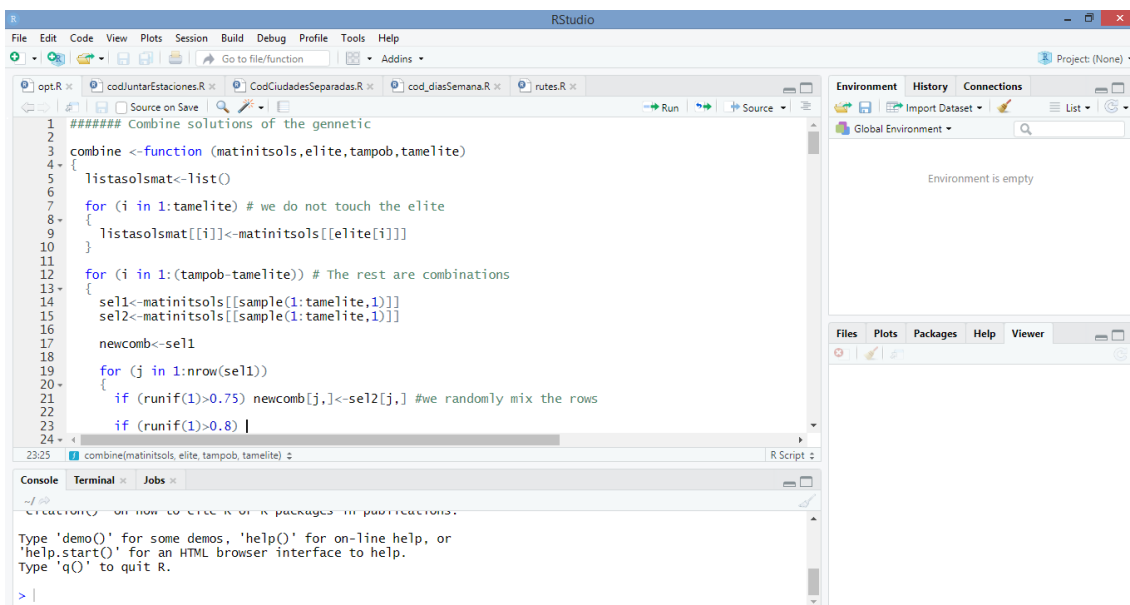 RStudio
File Edit Code View Plots Session Build Debug Profile Tools Help
Go to file/function Addins Project: (None)
opt.R codJuntarEstaciones.R CodCiudadesSeparadas.R cod_diasSemana.R rutes.R
Source on Save Run Source
1 ####### Combine solutions of the gennetic
2
3 combine <-function (matinitsols,elite,tampob,tamelite)
4 {
5 listasolsmat<-list()
6
7 for (i in 1:tamelite) # we do not touch the elite
8 {
9 listasolsmat[[i]]<-matinitsols[[elite[i]]]
10 }
11
12 for (i in 1:(tampob-tamelite)) # The rest are combinations
13 {
14 sel1<-matinitsols[[sample(1:tamelite,1)]]
15 sel2<-matinitsols[[sample(1:tamelite,1)]]
16
17 newcomb<-sel1
18
19 for (j in 1:nrow(sel1))
20 {
21 if (runif(1)>0.75) newcomb[j,]<-sel2[j,] #we randomly mix the rows
22
23 if (runif(1)>0.8)
24
23:25 combine(matinitsols, elite, tampob, tamelite) R Script
Console Terminal Jobs
~/
'citation()' on how to cite R or R packages in publications.
Type 'demo()' for some demos, 'help()' for on-line help, or
'help.start()' for an HTML browser interface to help.
Type 'q()' to quit R.
>
Environment History Connections
Import Dataset List
Global Environment
Environment is empty
Files Plots Packages Help Viewer